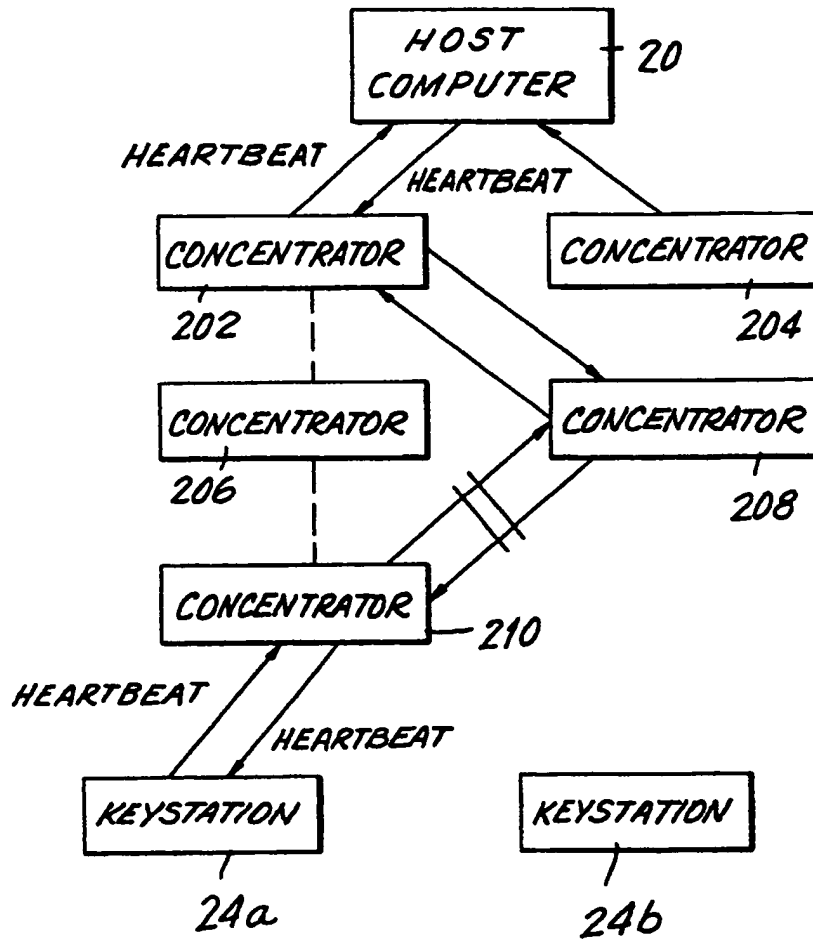 HOST
COMPUTER
20
HEARTBEAT
HEARTBEAT
CONCENTRATOR
CONCENTRATOR
202
204
CONCENTRATOR
CONCENTRATOR
206
208
CONCENTRATOR
210
HEARTBEAT
HEARTBEAT
KEYSTATION
KEYSTATION
24a
24b